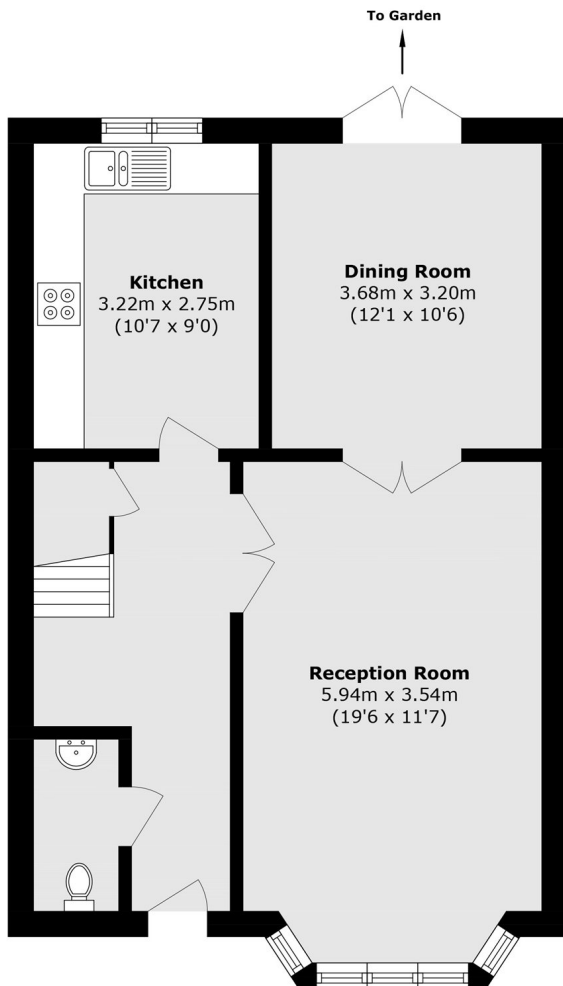 To Garden
Kitchen
3.22m x 2.75m
(10'7 x 9'0)
Dining Room
3.68m x 3.20m
(12'1 x 10'6)
Reception Room
5.94m x 3.54m
(19'6 x 11'7)